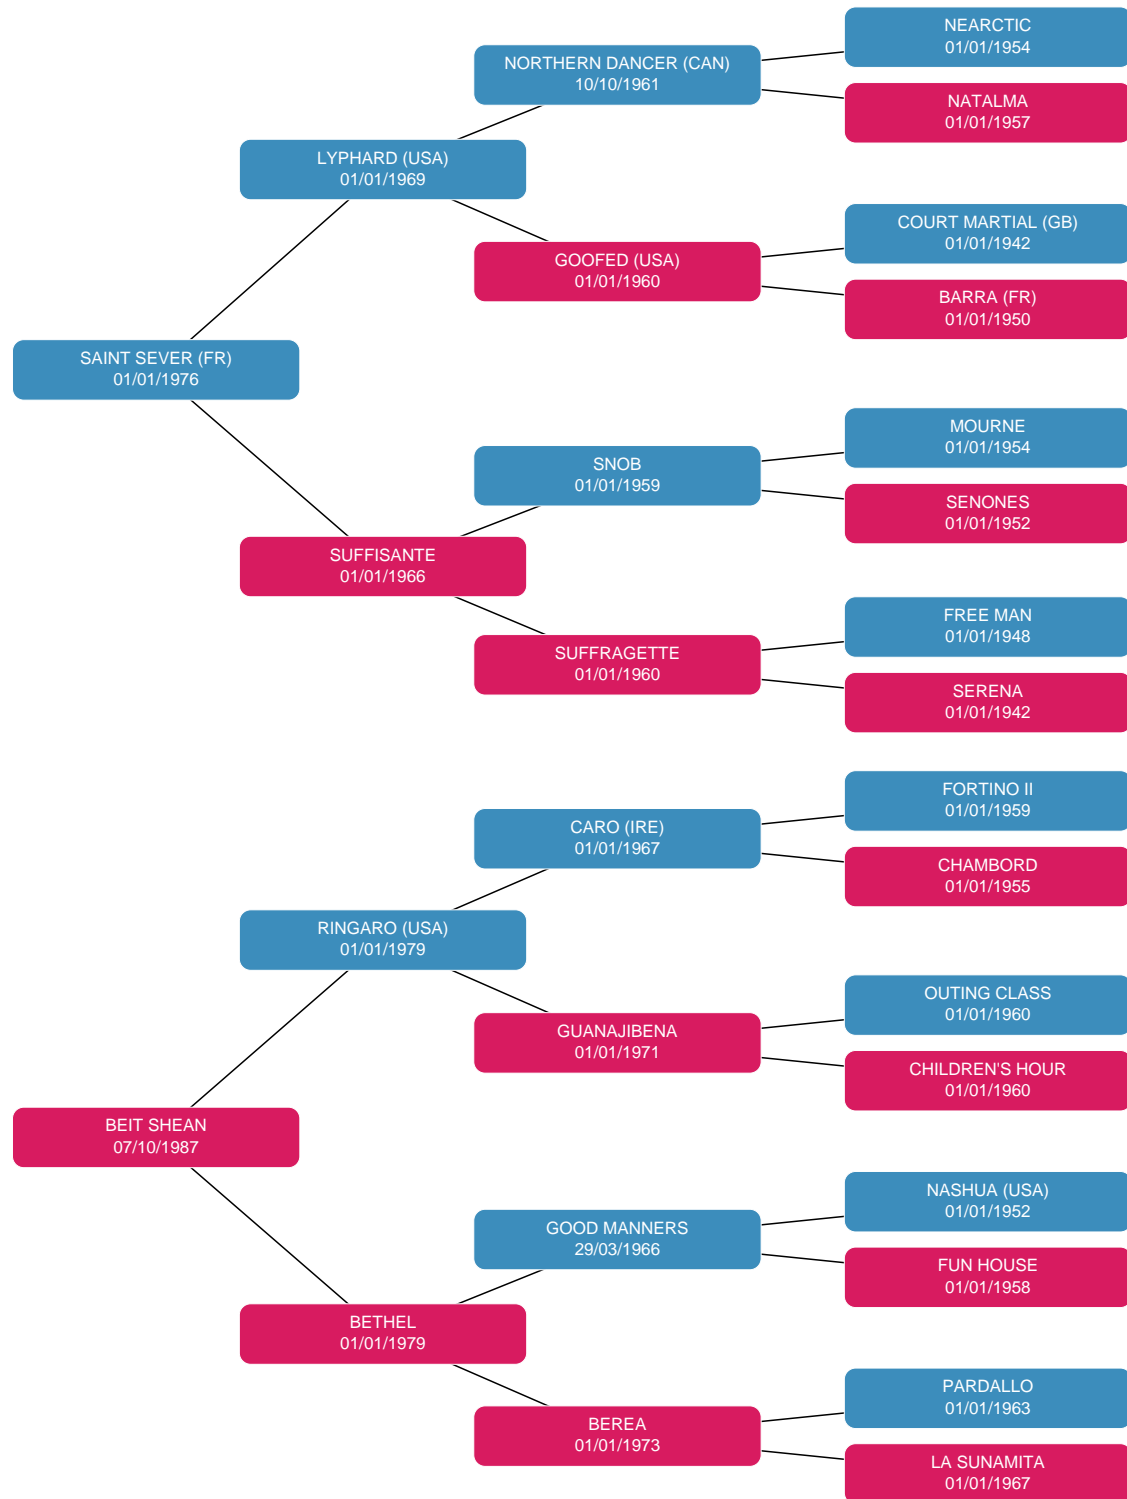 NEARCTIC
01/01/1954
NORTHERN DANCER (CAN)
10/10/1961
NATALMA
01/01/1957
LYPHARD (USA)
01/01/1969
COURT MARTIAL (GB)
01/01/1942
GOOFED (USA)
01/01/1960
BARRA (FR)
01/01/1950
SAINT SEVER (FR)
01/01/1976
MOURNE
01/01/1954
SNOB
01/01/1959
SENONES
01/01/1952
SUFFISANTE
01/01/1966
FREE MAN
01/01/1948
SUFFRAGETTE
01/01/1960
SERENA
01/01/1942
FORTINO II
01/01/1959
CARO (IRE)
01/01/1967
CHAMBORD
01/01/1955
RINGARO (USA)
01/01/1979
OUTING CLASS
01/01/1960
GUANAJIBENA
01/01/1971
CHILDREN'S HOUR
01/01/1960
BEIT SHEAN
07/10/1987
NASHUA (USA)
01/01/1952
GOOD MANNERS
29/03/1966
FUN HOUSE
01/01/1958
BETHEL
01/01/1979
PARDALLO
01/01/1963
BEREA
01/01/1973
LA SUNAMITA
01/01/1967